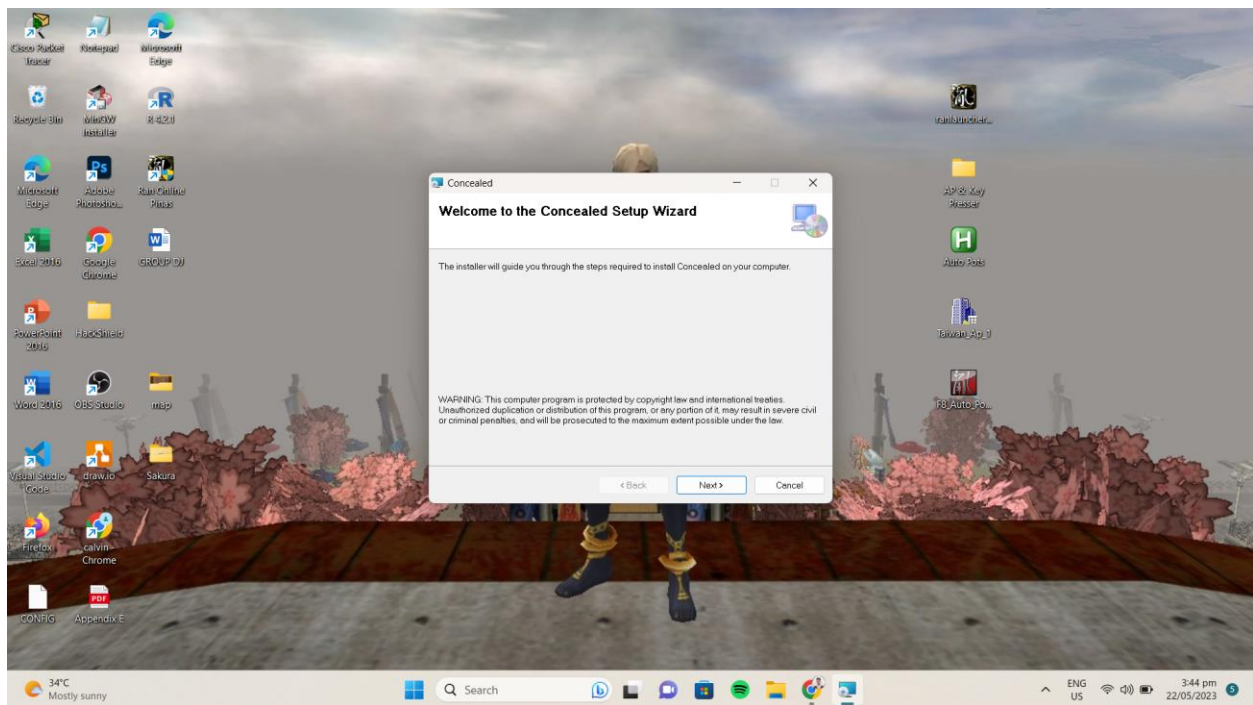 Cisco Packet
Tracer
Notepad
Microsoft
Edge
Recycle Bin
MinGW
Installer
R 4.2.1
Microsoft
Edge
Adobe
Photosho...
Ran Online
Pinas
Excel 2016
Google
Chrome
GROUP DJ
PowerPoint
2016
HackShield
Word 2016
OBS Studio
map
Visual Studio
Code
draw.io
Sakura
Firefox
calvin -
Chrome
CONFIG
Appendix E
Concealed
Welcome to the Concealed Setup Wizard
The installer will guide you through the steps required to install Concealed on your computer.
WARNING: This computer program is protected by copyright law and international treaties.
Unauthorized duplication or distribution of this program, or any portion of it, may result in severe civil
or criminal penalties, and will be prosecuted to the maximum extent possible under the law.
< Back
Next >
Cancel
ranlauncher...
AP & Key
Presser
Auto Pots
Taiwan_Ap_1
F8_Auto_Po...
34°C
Mostly sunny
Search
ENG
US
3:44 pm
22/05/2023
5